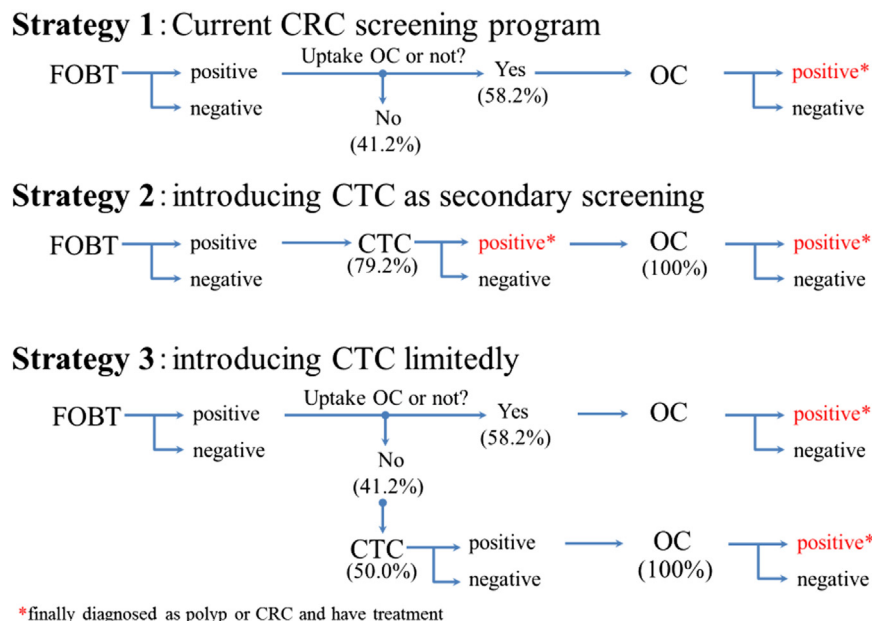 Strategy 1: Current CRC screening program
Uptake OC or not?
FOBT positive Yes OC positive*
(58.2%)
negative No negative
(41.2%)
Strategy 2: introducing CTC as secondary screening
FOBT positive CTC positive* OC positive*
(79.2%) (100%)
negative negative negative
Strategy 3: introducing CTC limitedly
Uptake OC or not?
FOBT positive Yes OC positive*
(58.2%)
negative No negative
(41.2%)
CTC positive OC positive*
(50.0%) negative (100%) negative
*finally diagnosed as polyp or CRC and have treatment